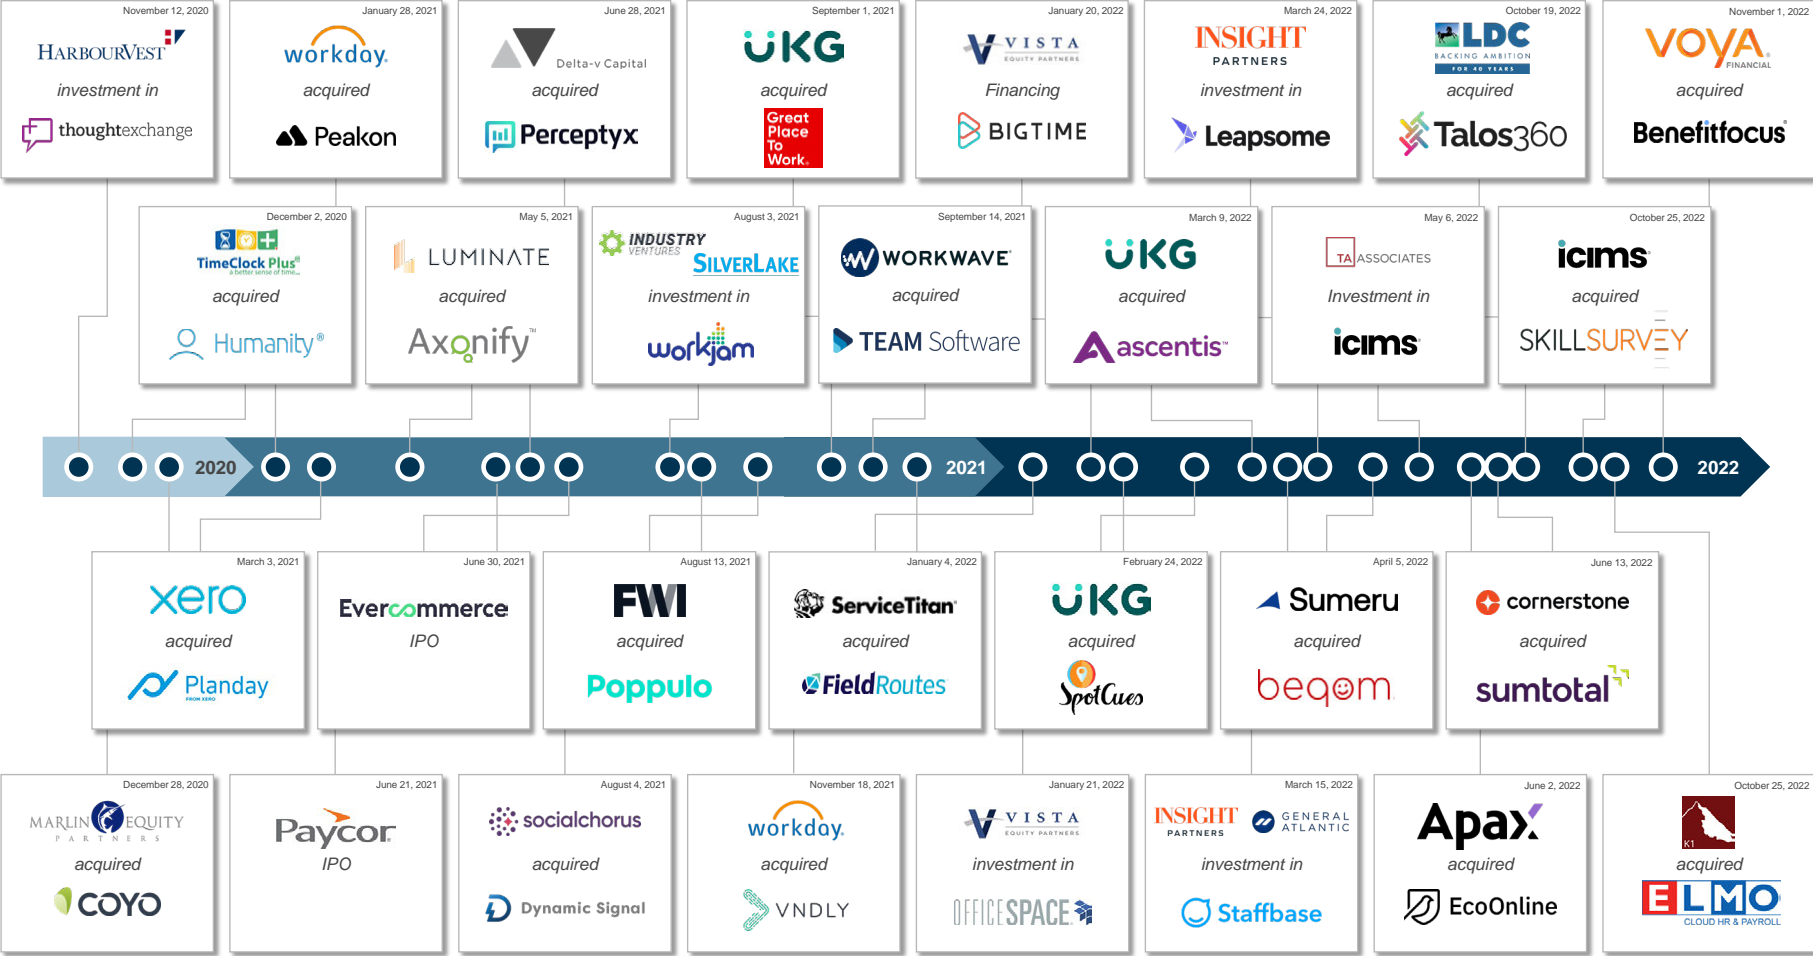 November 12, 2020
HARBOURVEST
investment in
thoughtexchange
January 28, 2021
workday.
acquired
Peakon
June 28, 2021
Delta-v Capital
acquired
Perceptyx
September 1, 2021
UKG
acquired
Great
Place
To
Work.
January 20, 2022
VISTA
EQUITY PARTNERS
Financing
BIGTIME
March 24, 2022
INSIGHT
PARTNERS
investment in
Leapsome
October 19, 2022
LDC
BACKING AMBITION
FOR 40 YEARS
acquired
Talos360
November 1, 2022
VOYA
FINANCIAL
acquired
Benefitfocus
December 2, 2020
TimeClock Plus®
a better sense of time...
acquired
Humanity®
May 5, 2021
LUMINATE
acquired
Axonify™
August 3, 2021
INDUSTRY
VENTURES
SILVERLAKE
investment in
workjam
September 14, 2021
WORKWAVE®
acquired
TEAM Software
March 9, 2022
UKG
acquired
ascentis™
May 6, 2022
TA ASSOCIATES
Investment in
icims
October 25, 2022
icims
acquired
SKILLSURVEY
2020
2021
2022
March 3, 2021
xero
acquired
Planday
FROM XERO
June 30, 2021
Evercommerce
IPO
August 13, 2021
FWI
acquired
Poppulo
January 4, 2022
ServiceTitan
acquired
FieldRoutes
February 24, 2022
UKG
acquired
SpotCues
April 5, 2022
Sumeru
acquired
beqom
June 13, 2022
cornerstone
acquired
sumtotal
December 28, 2020
MARLIN EQUITY
PARTNERS
acquired
COYO
June 21, 2021
Paycor
IPO
August 4, 2021
socialchorus
acquired
Dynamic Signal
November 18, 2021
workday.
acquired
VNDLY
January 21, 2022
VISTA
EQUITY PARTNERS
investment in
OFFICESPACE
March 15, 2022
INSIGHT
PARTNERS
GENERAL
ATLANTIC
investment in
Staffbase
June 2, 2022
Apax
acquired
EcoOnline
October 25, 2022
K1
acquired
ELMO
CLOUD HR & PAYROLL